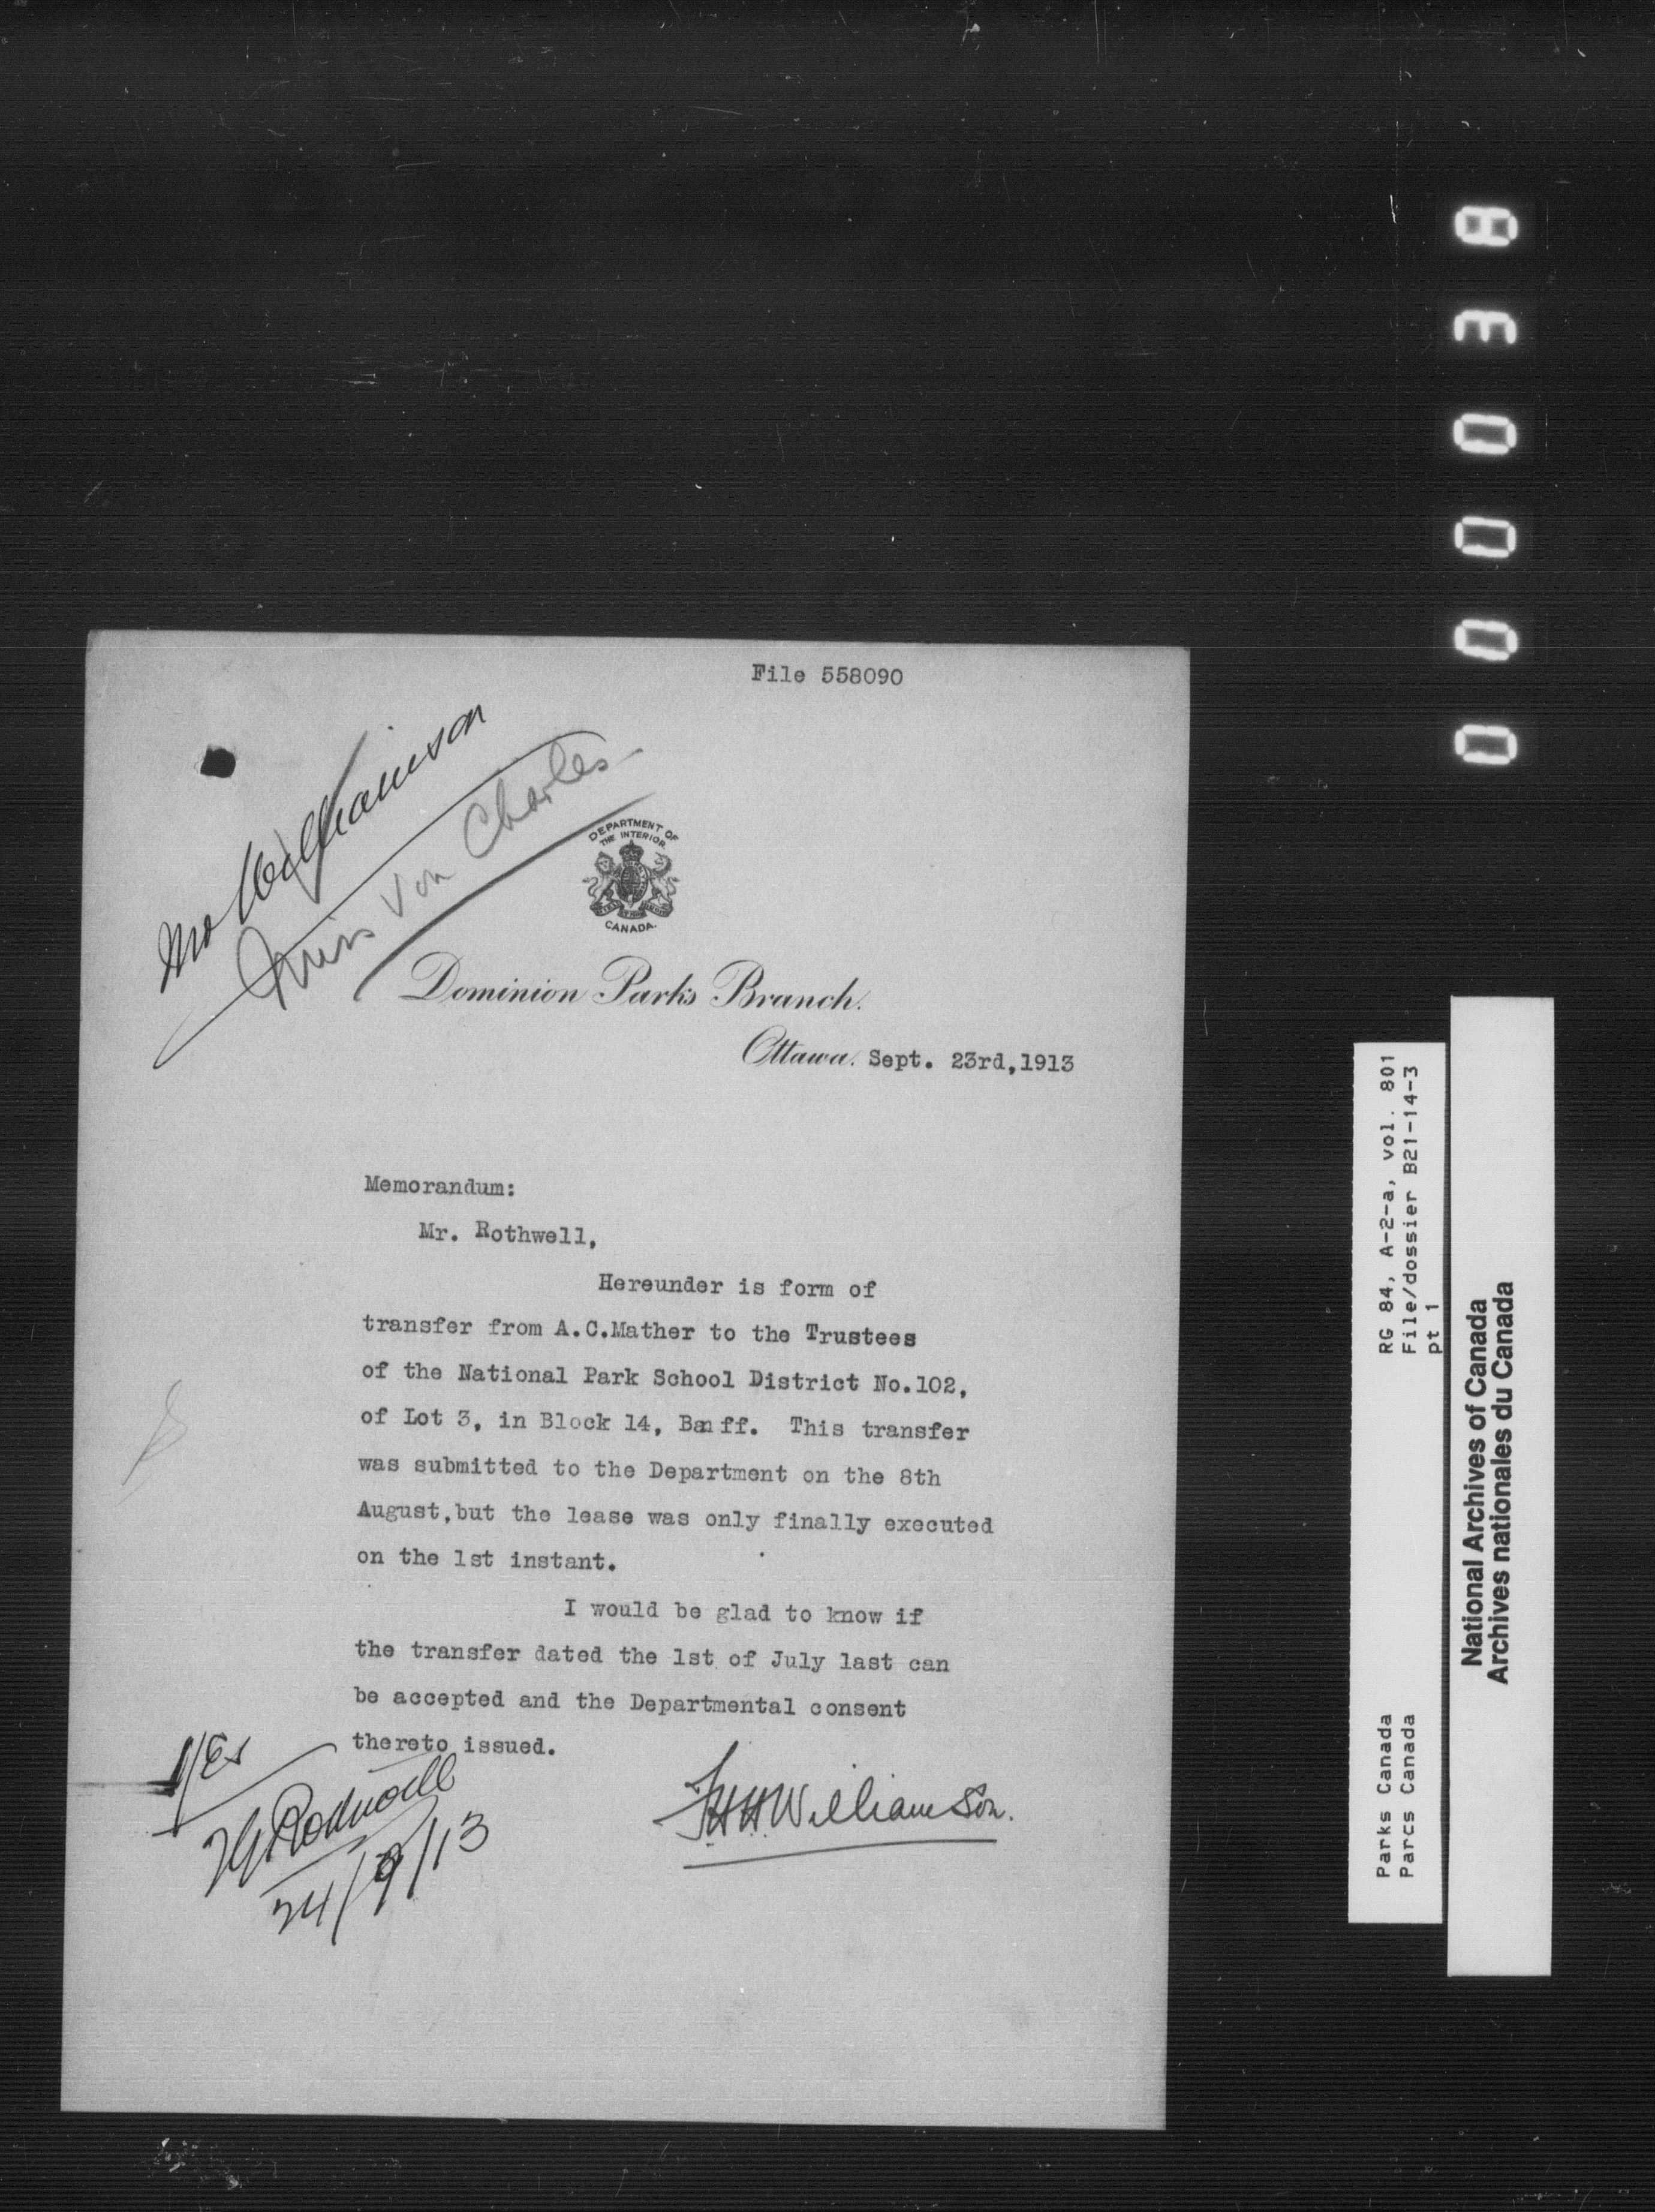 File 558090
Mr Williamson
Miss Von Charles
DEPARTMENT OF
THE INTERIOR
CANADA.
Dominion Parks Branch.
Ottawa. Sept. 23rd,1913
Memorandum:
Mr. Rothwell,
Hereunder is form of
transfer from A.C.Mather to the Trustees
of the National Park School District No.102,
of Lot 3, in Block 14, Banff. This transfer
was submitted to the Department on the 8th
August,but the lease was only finally executed
on the 1st instant.
I would be glad to know if
the transfer dated the 1st of July last can
be accepted and the Departmental consent
thereto issued.
Yes
TG Rothwell
24/9/13
F.H.H. Williamson.
000038
RG 84, A-2-a, vol. 801
File/dossier B21-14-3
pt 1
Parks Canada
Parcs Canada
National Archives of Canada
Archives nationales du Canada